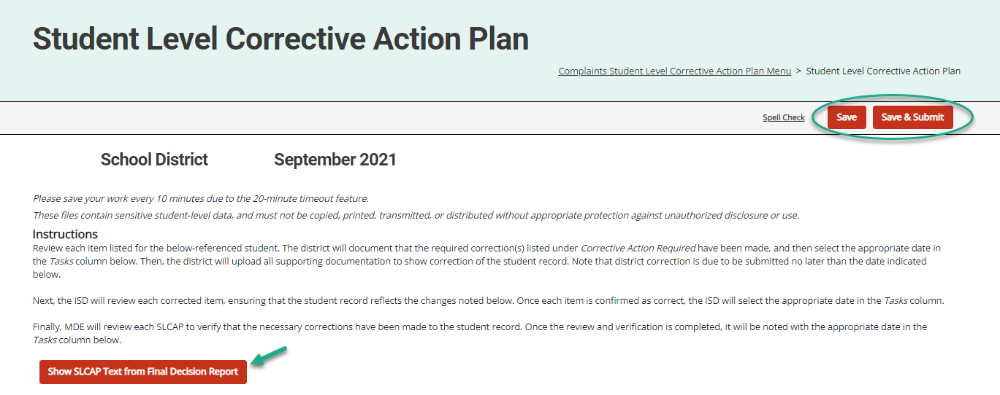 Student Level Corrective Action Plan
Complaints Student Level Corrective Action Plan Menu > Student Level Corrective Action Plan
Spell Check Save Save & Submit
School District September 2021
Please save your work every 10 minutes due to the 20-minute timeout feature.
These files contain sensitive student-level data, and must not be copied, printed, transmitted, or distributed without appropriate protection against unauthorized disclosure or use.
Instructions
Review each item listed for the below-referenced student. The district will document that the required correction(s) listed under Corrective Action Required have been made, and then select the appropriate date in
the Tasks column below. Then, the district will upload all supporting documentation to show correction of the student record. Note that district correction is due to be submitted no later than the date indicated
below.
Next, the ISD will review each corrected item, ensuring that the student record reflects the changes noted below. Once each item is confirmed as correct, the ISD will select the appropriate date in the Tasks column.
Finally, MDE will review each SLCAP to verify that the necessary corrections have been made to the student record. Once the review and verification is completed, it will be noted with the appropriate date in the
Tasks column below.
Show SLCAP Text from Final Decision Report